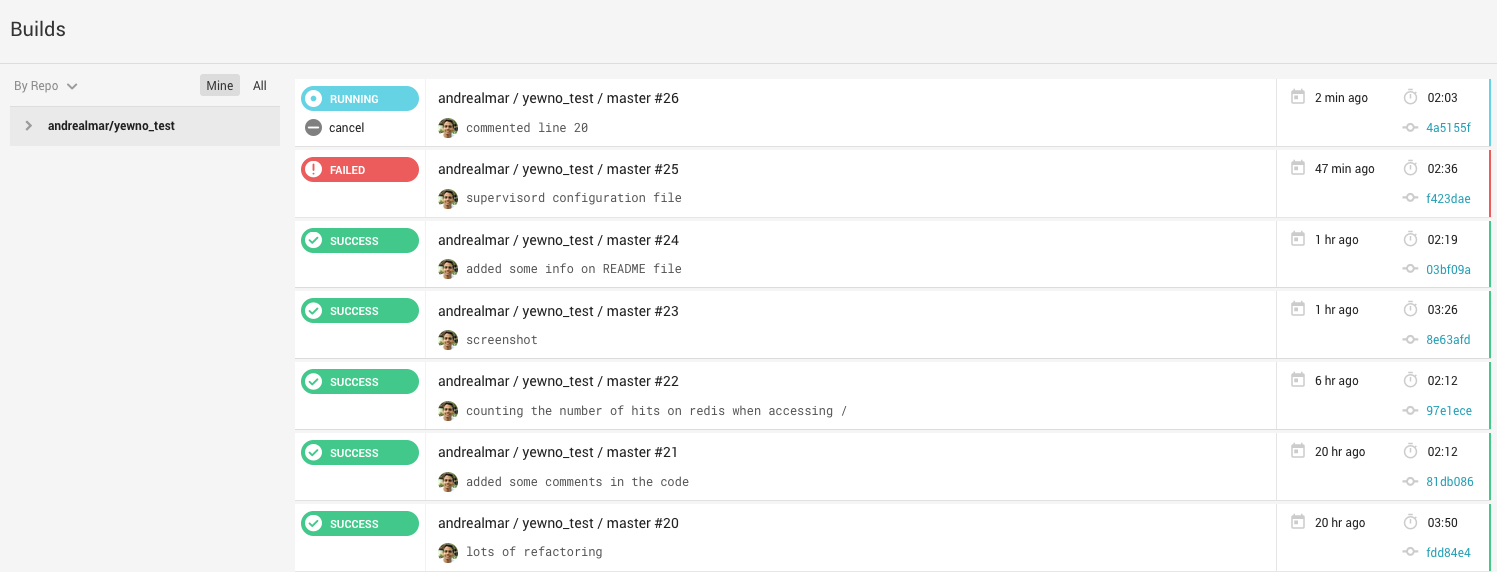 Builds
By Repo
Mine
All
andrealmar/yewno_test
RUNNING
cancel
andrealmar / yewno_test / master #26
commented line 20
2 min ago
02:03
4a5155f
FAILED
andrealmar / yewno_test / master #25
supervisord configuration file
47 min ago
02:36
f423dae
SUCCESS
andrealmar / yewno_test / master #24
added some info on README file
1 hr ago
02:19
03bf09a
SUCCESS
andrealmar / yewno_test / master #23
screenshot
1 hr ago
03:26
8e63afd
SUCCESS
andrealmar / yewno_test / master #22
counting the number of hits on redis when accessing /
6 hr ago
02:12
97e1ece
SUCCESS
andrealmar / yewno_test / master #21
added some comments in the code
20 hr ago
02:12
81db086
SUCCESS
andrealmar / yewno_test / master #20
lots of refactoring
20 hr ago
03:50
fdd84e4